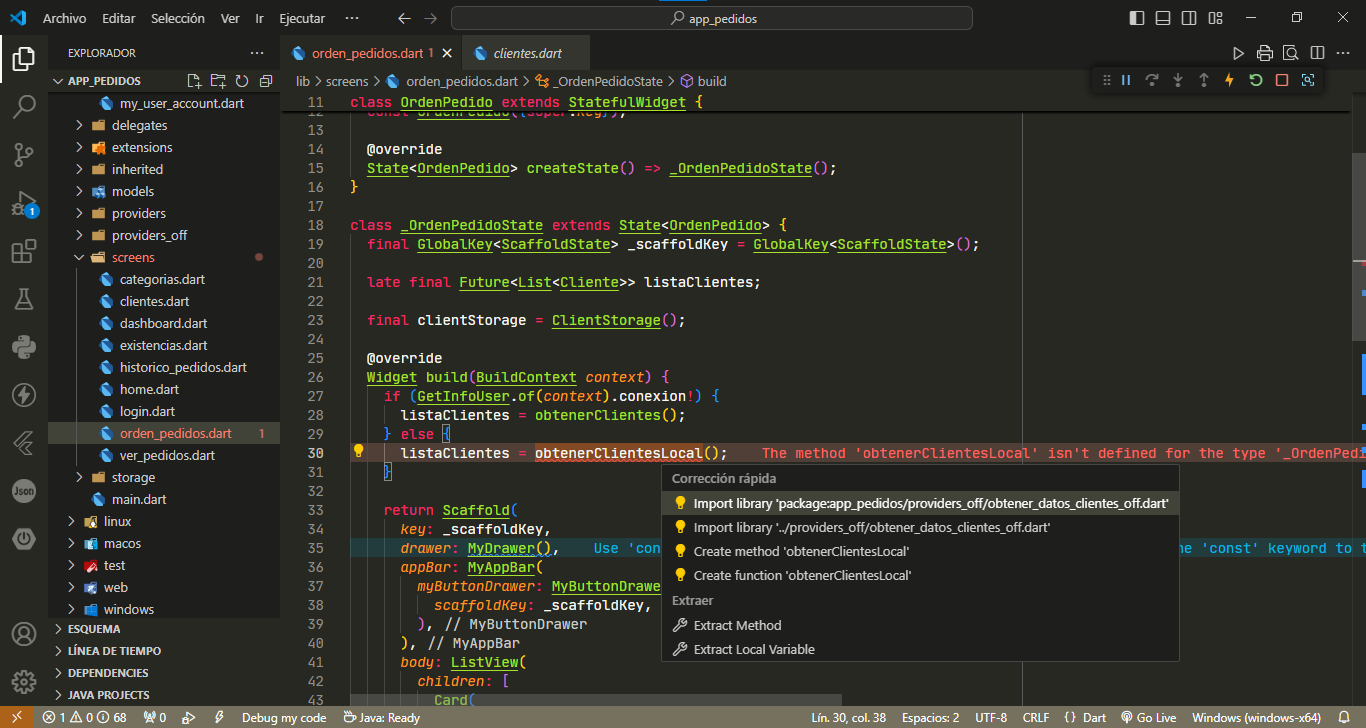 Archivo Editar Selección Ver Ir Ejecutar ··· app_pedidos
EXPLORADOR ···
APP_PEDIDOS
my_user_account.dart
delegates
extensions
inherited
models
providers
providers_off
screens
categorias.dart
clientes.dart
dashboard.dart
existencias.dart
historico_pedidos.dart
home.dart
login.dart
orden_pedidos.dart 1
ver_pedidos.dart
storage
main.dart
linux
macos
test
web
windows
ESQUEMA
LÍNEA DE TIEMPO
DEPENDENCIES
JAVA PROJECTS
1
Json
orden_pedidos.dart 1
clientes.dart
lib > screens > orden_pedidos.dart > _OrdenPedidoState > build
11 class OrdenPedido extends StatefulWidget {
12 const OrdenPedido({super.key});
13
14 @override
15 State<OrdenPedido> createState() => _OrdenPedidoState();
16 }
17
18 class _OrdenPedidoState extends State<OrdenPedido> {
19 final GlobalKey<ScaffoldState> _scaffoldKey = GlobalKey<ScaffoldState>();
20
21 late final Future<List<Cliente>> listaClientes;
22
23 final clientStorage = ClientStorage();
24
25 @override
26 Widget build(BuildContext context) {
27 if (GetInfoUser.of(context).conexion!) {
28 listaClientes = obtenerClientes();
29 } else {
30 listaClientes = obtenerClientesLocal(); The method 'obtenerClientesLocal' isn't defined for the type '_OrdenPedi
31 }
32
33 return Scaffold(
34 key: _scaffoldKey,
35 drawer: MyDrawer(), Use 'con
he 'const' keyword to t
36 appBar: MyAppBar(
37 myButtonDrawer: MyButtonDrawe
38 scaffoldKey: _scaffoldKey,
39 ), // MyButtonDrawer
40 ), // MyAppBar
41 body: ListView(
42 children: [
43 Card(
Corrección rápida
Import library 'package:app_pedidos/providers_off/obtener_datos_clientes_off.dart'
Import library '../providers_off/obtener_datos_clientes_off.dart'
Create method 'obtenerClientesLocal'
Create function 'obtenerClientesLocal'
Extraer
Extract Method
Extract Local Variable
1 0 68 0 Debug my code Java: Ready Lín. 30, col. 38 Espacios: 2 UTF-8 CRLF {} Dart Go Live Windows (windows-x64)